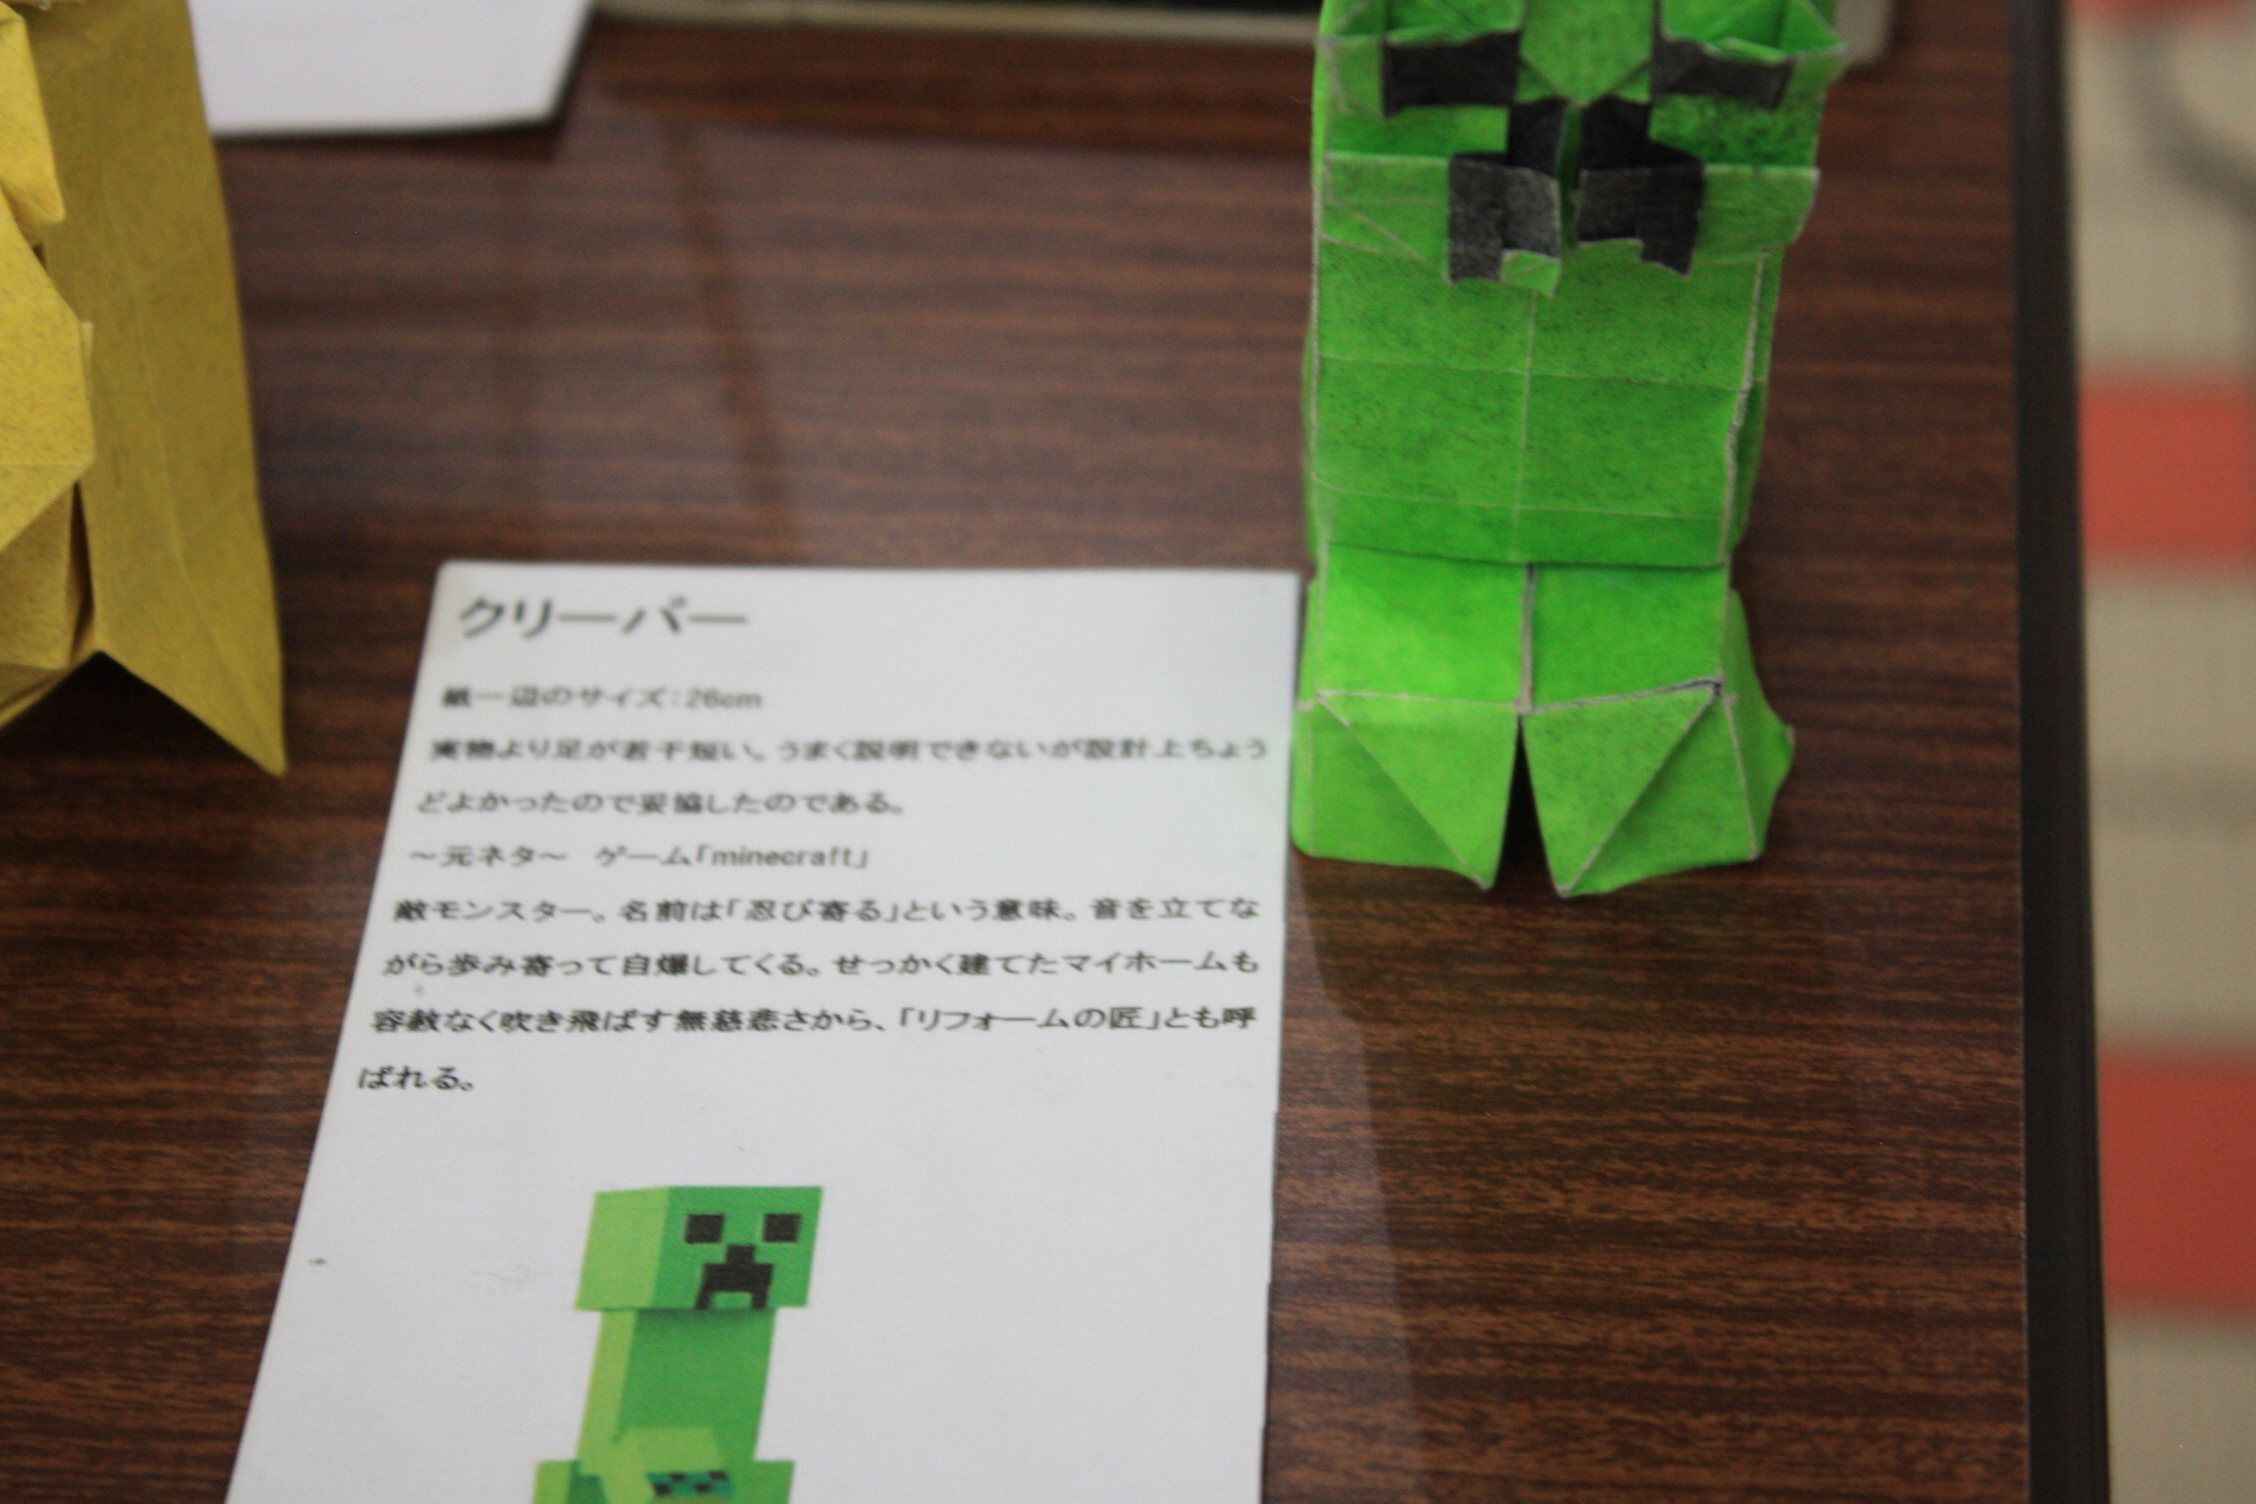 クリーパー
紙一辺のサイズ：26cm
実物より足が若干短い。うまく説明できないが設計上ちょう
どよかったので妥協したのである。
～元ネタ～　ゲーム「minecraft」
敵モンスター。名前は「忍び寄る」という意味。音を立てな
がら歩み寄って自爆してくる。せっかく建てたマイホームも
容赦なく吹き飛ばす無慈悲さから、「リフォームの匠」とも呼
ばれる。